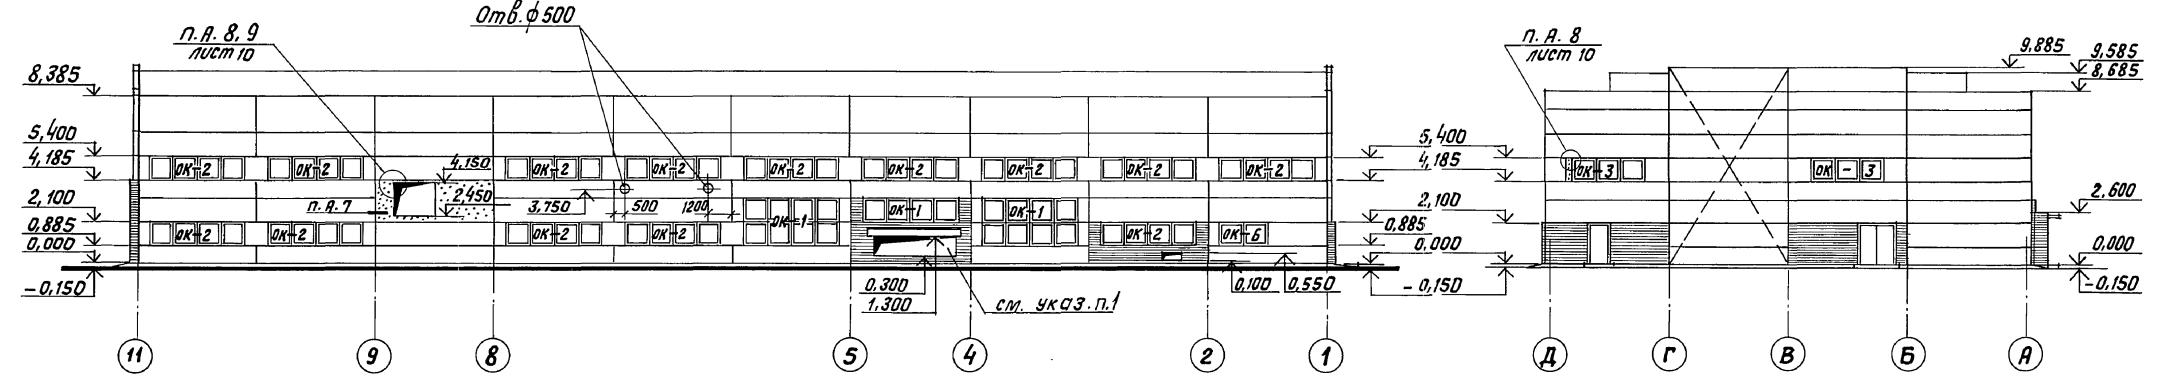 Отв. ф 500
п.А. 8, 9
лист 10
п. А. 8
лист 10
9,885
9,585
8,685
8,385
5,400
4,185
2,100
0,885
0,000
-0,150
ОК-2
ОК-2
4,150
ОК-2
ОК-2
ОК-2
ОК-2
ОК-2
ОК-2
ОК-2
2,450
п.А.7
3,750
500
1200
ОК-1
ОК-1
ОК-1
ОК-2
ОК-2
ОК-2
ОК-2
ОК-2
ОК-Б
0,300
1,300
см. указ. п.1
0,100
0,550
5,400
4,185
2,100
0,885
0,000
-0,150
ОК-3
ОК-3
2,600
0,000
-0,150
11
9
8
5
4
2
1
Д
Г
В
Б
А